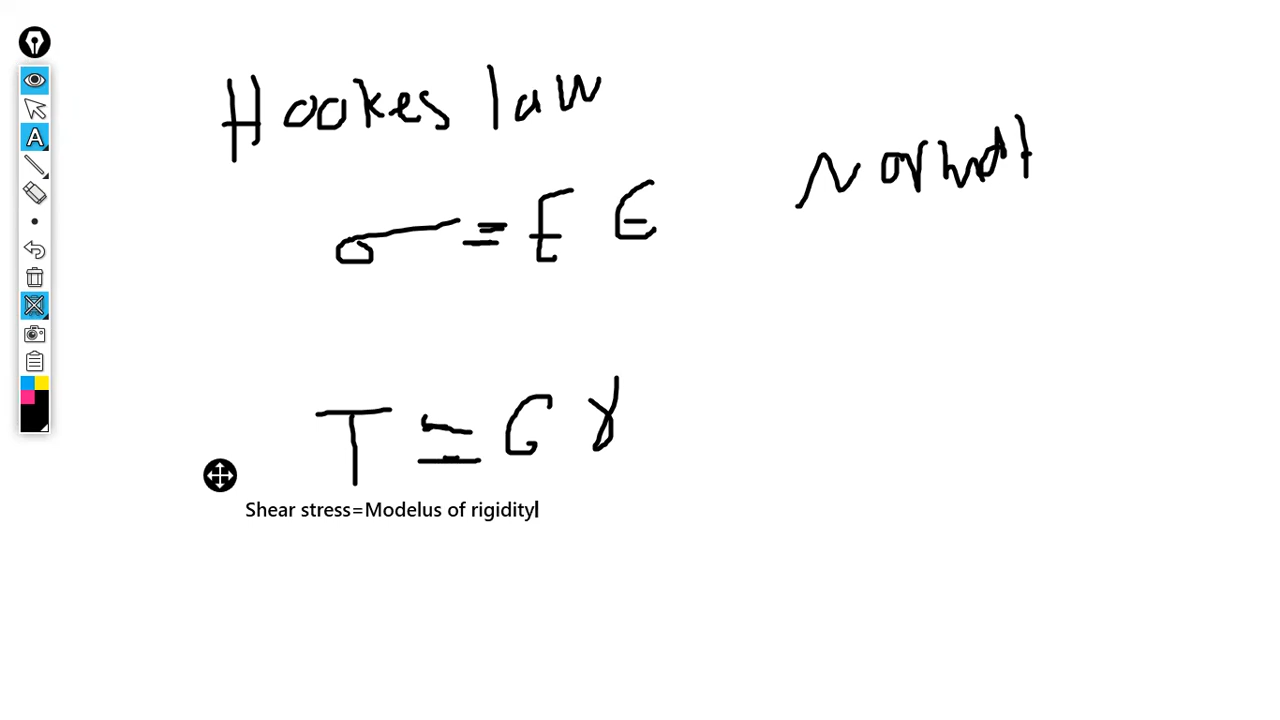 Hookes law
Normal
σ = E ε
τ = G γ
Shear stress=Modelus of rigidity